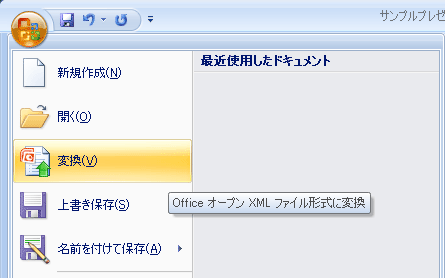 サンプルプレゼ
最近使用したドキュメント
新規作成(N)
開く(O)
変換(V)
Office オープン XML ファイル形式に変換
上書き保存(S)
名前を付けて保存(A)